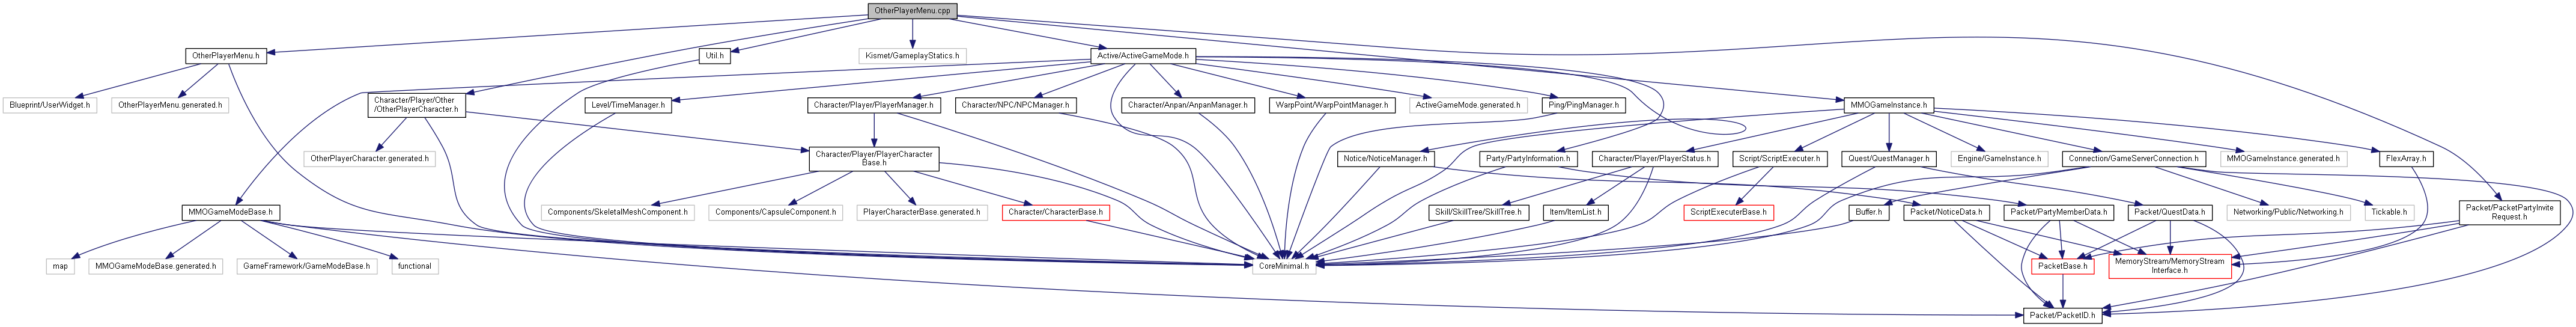 OtherPlayerMenu.cpp
OtherPlayerMenu.h
Util.h
Kismet/GameplayStatics.h
Active/ActiveGameMode.h
Blueprint/UserWidget.h
OtherPlayerMenu.generated.h
Character/Player/Other
/OtherPlayerCharacter.h
Level/TimeManager.h
Character/Player/PlayerManager.h
Character/NPC/NPCManager.h
Character/Anpan/AnpanManager.h
WarpPoint/WarpPointManager.h
ActiveGameMode.generated.h
Ping/PingManager.h
MMOGameInstance.h
OtherPlayerCharacter.generated.h
Character/Player/PlayerCharacter
Base.h
Notice/NoticeManager.h
Party/PartyInformation.h
Character/Player/PlayerStatus.h
Script/ScriptExecuter.h
Quest/QuestManager.h
Engine/GameInstance.h
Connection/GameServerConnection.h
MMOGameInstance.generated.h
FlexArray.h
MMOGameModeBase.h
Components/SkeletalMeshComponent.h
Components/CapsuleComponent.h
PlayerCharacterBase.generated.h
Character/CharacterBase.h
Skill/SkillTree/SkillTree.h
Item/ItemList.h
ScriptExecuterBase.h
Buffer.h
Packet/NoticeData.h
Packet/PartyMemberData.h
Packet/QuestData.h
Networking/Public/Networking.h
Tickable.h
Packet/PacketPartyInvite
Request.h
map
MMOGameModeBase.generated.h
GameFramework/GameModeBase.h
functional
CoreMinimal.h
PacketBase.h
MemoryStream/MemoryStream
Interface.h
Packet/PacketID.h